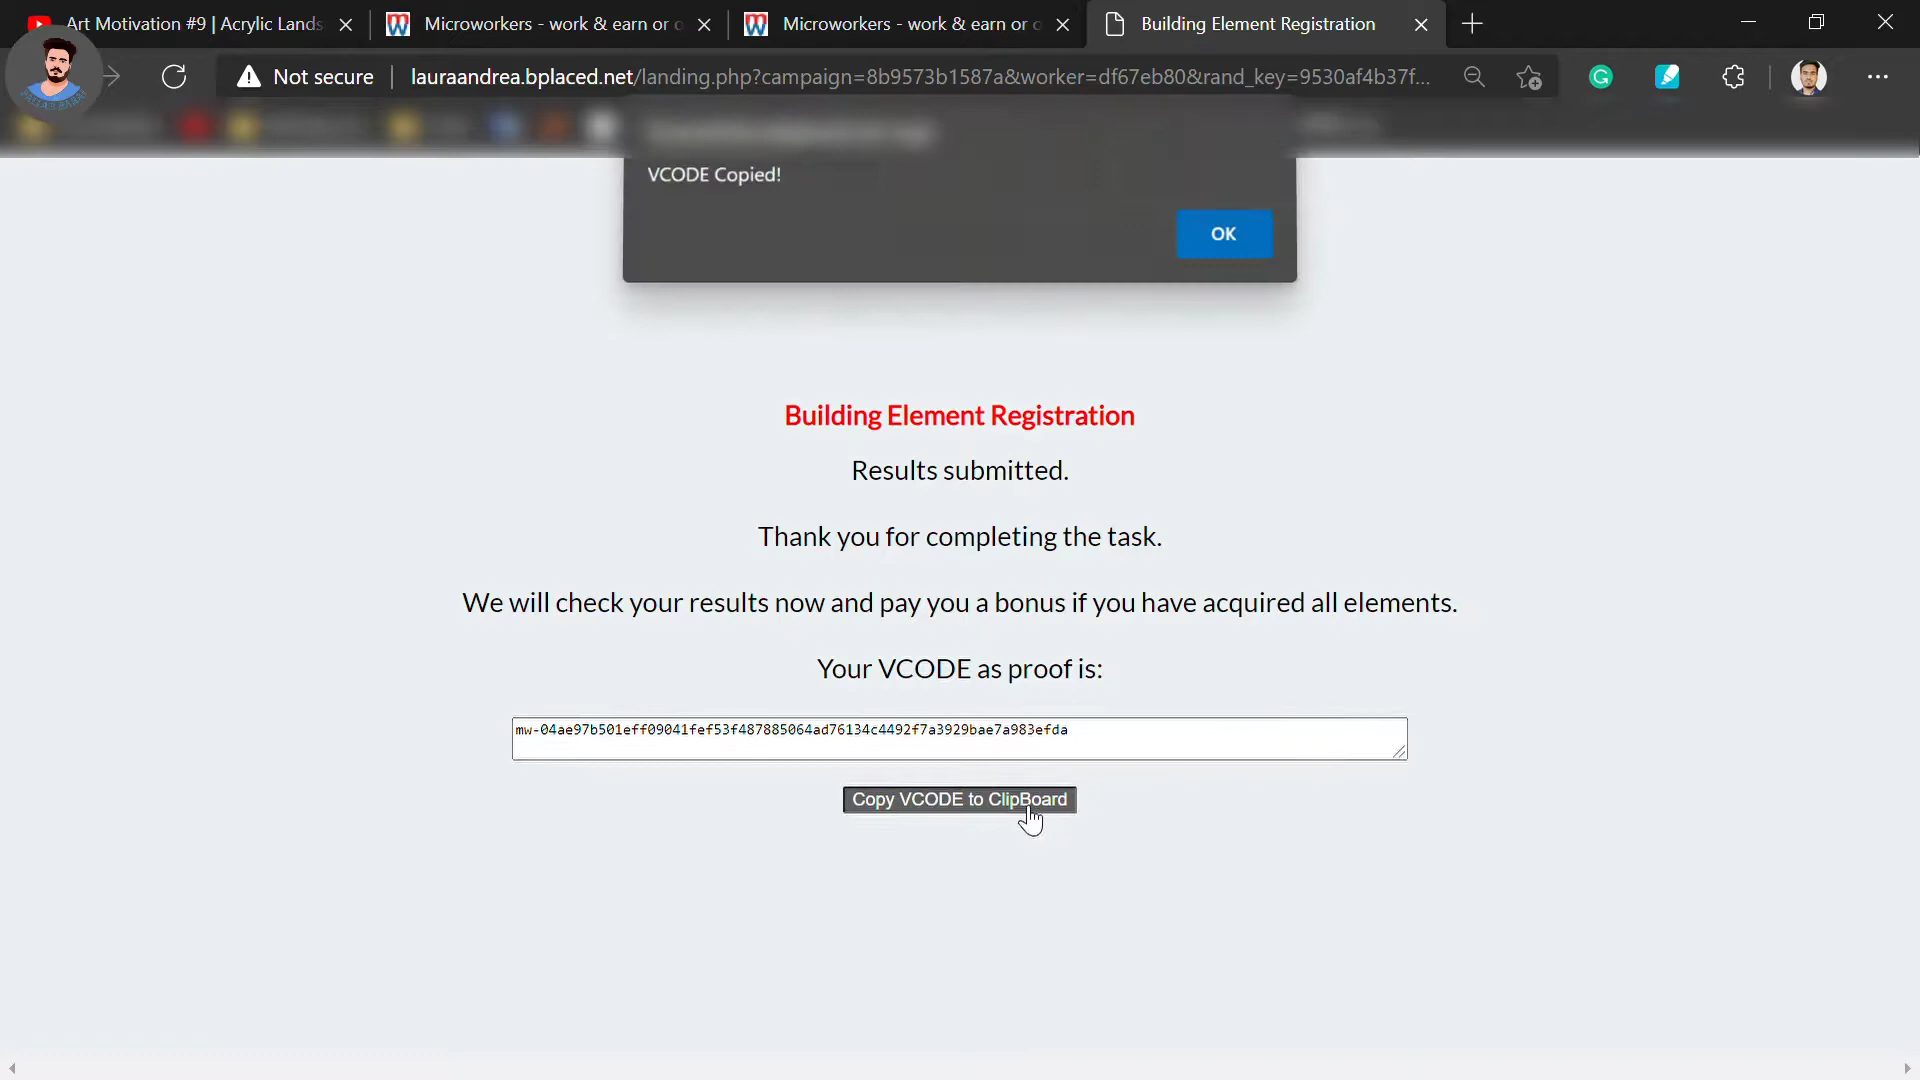 Art Motivation #9 | Acrylic Lands
Microworkers - work & earn or o
Microworkers - work & earn or o
Building Element Registration
Not secure
lauraandrea.bplaced.net/landing.php?campaign=8b9573b1587a&worker=df67eb80&rand_key=9530af4b37f...
VCODE Copied!
OK
Building Element Registration
Results submitted.
Thank you for completing the task.
We will check your results now and pay you a bonus if you have acquired all elements.
Your VCODE as proof is:
mw-04ae97b501eff09041fef53f487885064ad76134c4492f7a3929bae7a983efda
Copy VCODE to ClipBoard